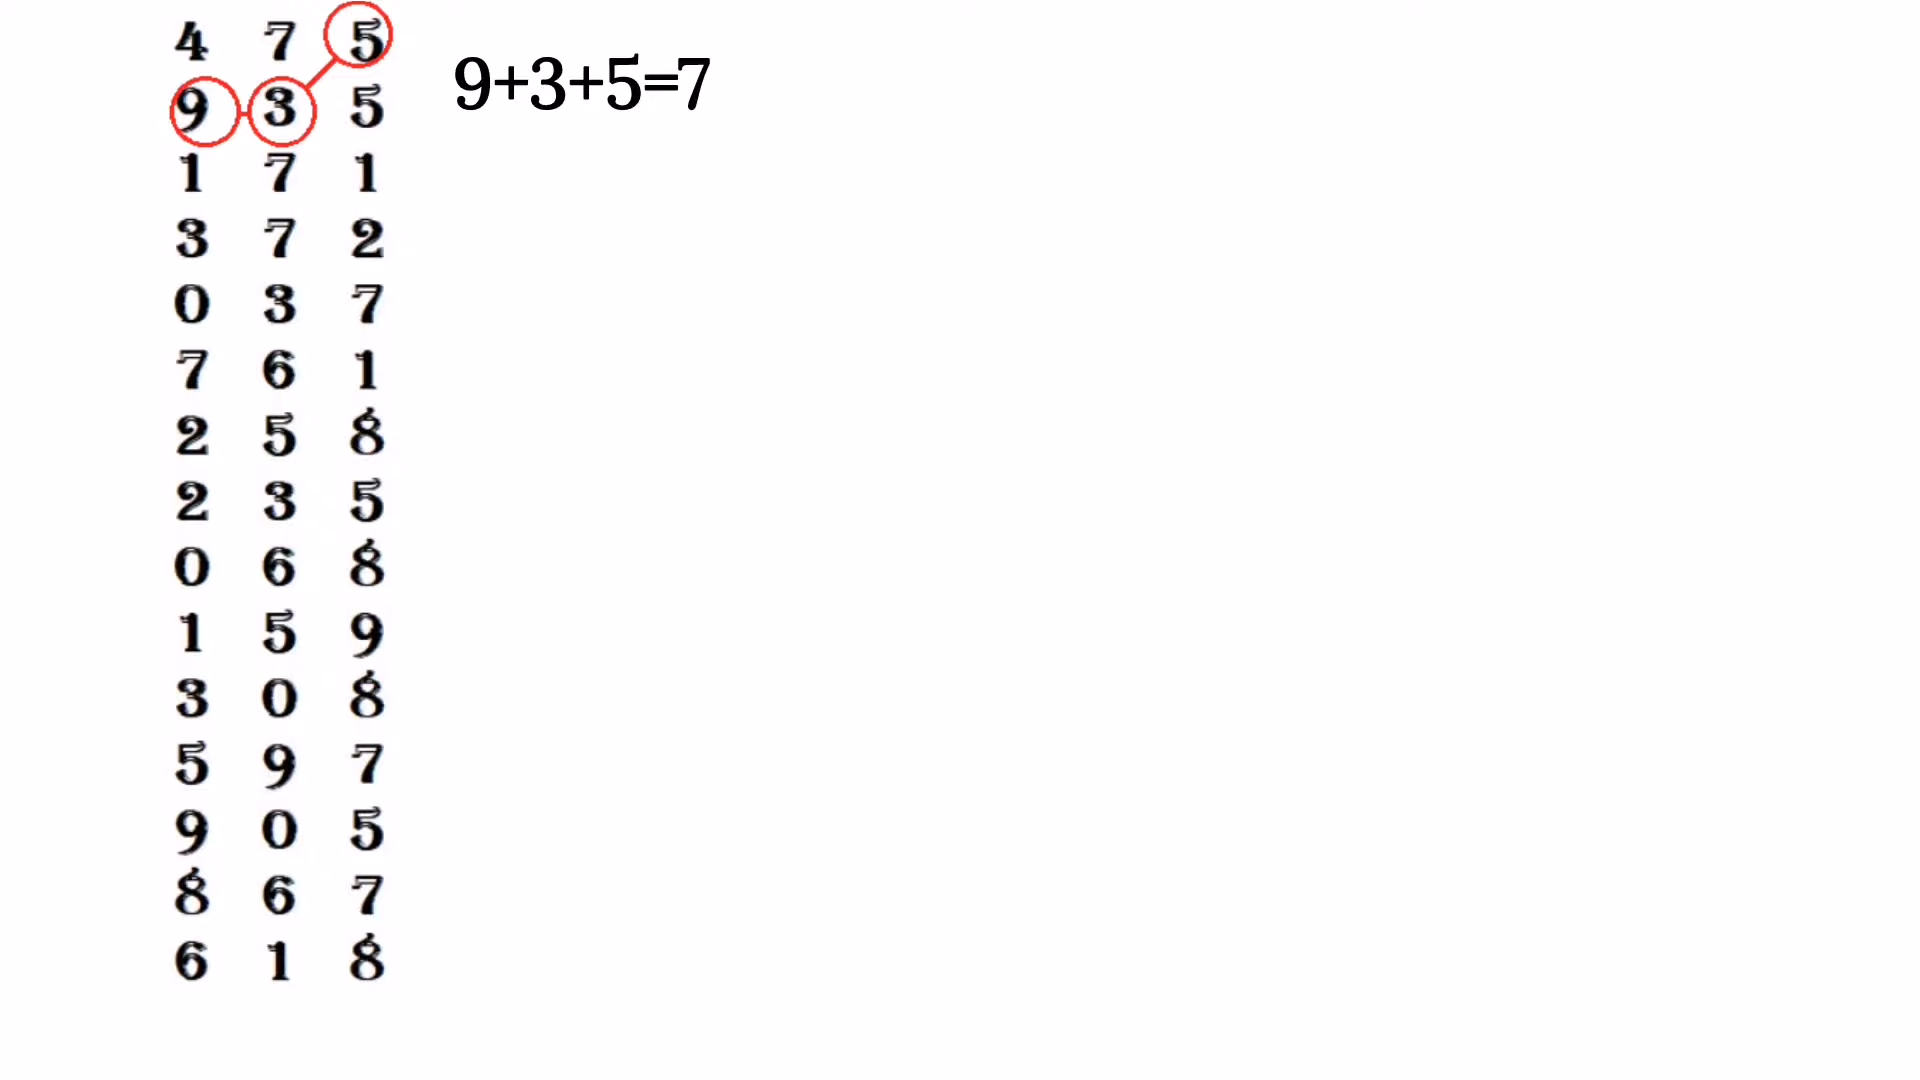 4 7 5
9 3 5
9+3+5=7
1 7 1
3 7 2
0 3 7
7 6 1
2 5 8
2 3 5
0 6 8
1 5 9
3 0 8
5 9 7
9 0 5
8 6 7
6 1 8